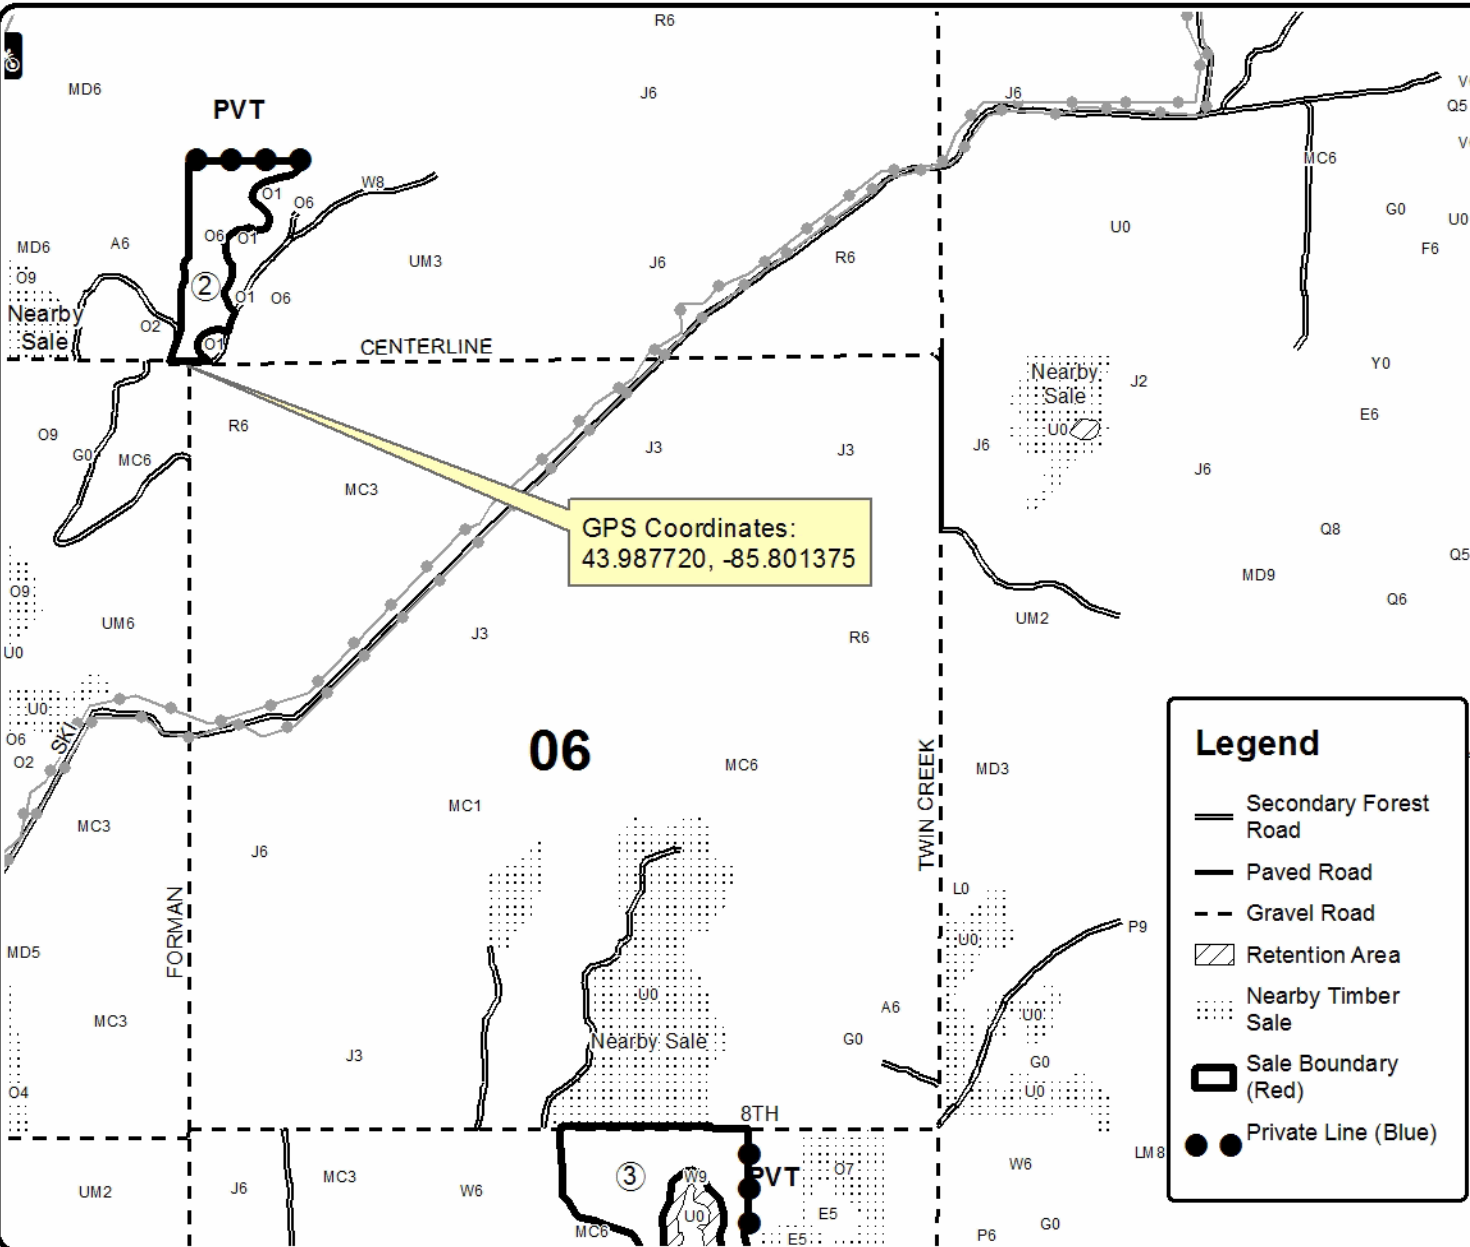 R6
MD6
J6
J6
V
Q5
PVT
V
MC6
W8
O1
O6
G0
U0
U0
MD6
A6
O6
O1
UM3
J6
R6
F6
O9
2
O1
O6
Nearby
Sale
O2
O1
CENTERLINE
Nearby
Sale
J2
Y0
R6
E6
O9
U0
G0
MC6
J3
J3
J6
J6
MC3
GPS Coordinates:
43.987720, -85.801375
Q8
Q5
MD9
O9
Q6
UM6
J3
R6
UM2
U0
U0
SKI
O6
O2
06
MC6
TWIN CREEK
MD3
MC1
MC3
J6
FORMAN
L0
P9
U0
MD5
U0
A6
U0
MC3
Nearby Sale
G0
J3
G0
O4
U0
8TH
LM8
UM2
J6
MC3
W6
3
W9
PVT
O7
W6
U0
E5
MC6
E5
P6
G0
Legend
Secondary Forest
Road
Paved Road
Gravel Road
Retention Area
Nearby Timber
Sale
Sale Boundary
(Red)
Private Line (Blue)